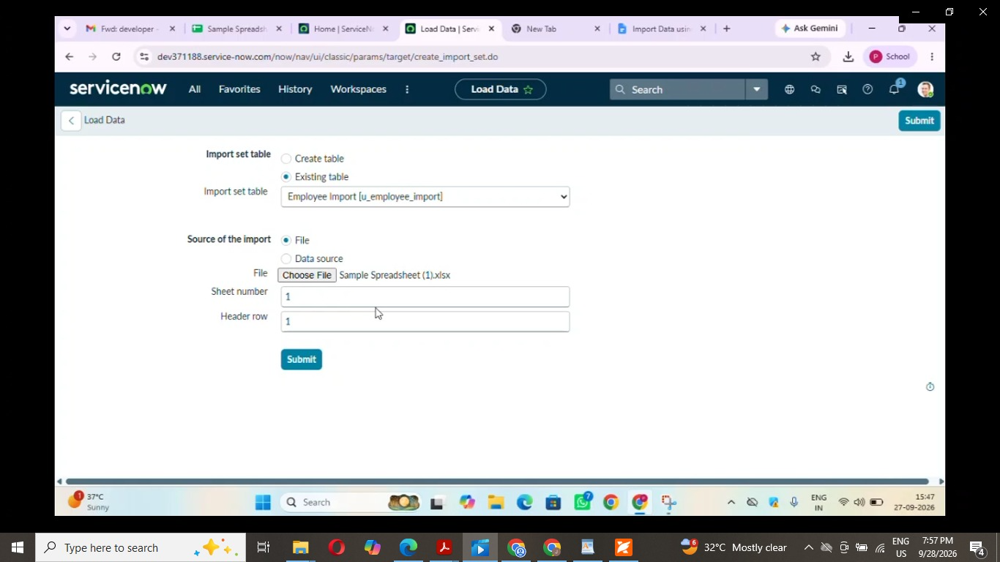 Fwd: developer -
Sample Spreadsh
Home | ServiceN
Load Data | Servi
New Tab
Import Data usin
Ask Gemini
dev371188.service-now.com/now/nav/ui/classic/params/target/create_import_set.do
P School
servicenow All Favorites History Workspaces Load Data Search 1
Load Data Submit
Import set table Create table
Existing table
Import set table Employee Import [u_employee_import]
Source of the import File
Data source
File Choose File Sample Spreadsheet (1).xlsx
Sheet number 1
Header row 1
Submit
1 37°C
Sunny
Search
7
ENG
IN
15:47
27-09-2026
Type here to search
6 32°C Mostly clear
ENG
US
7:57 PM
9/28/2026
4